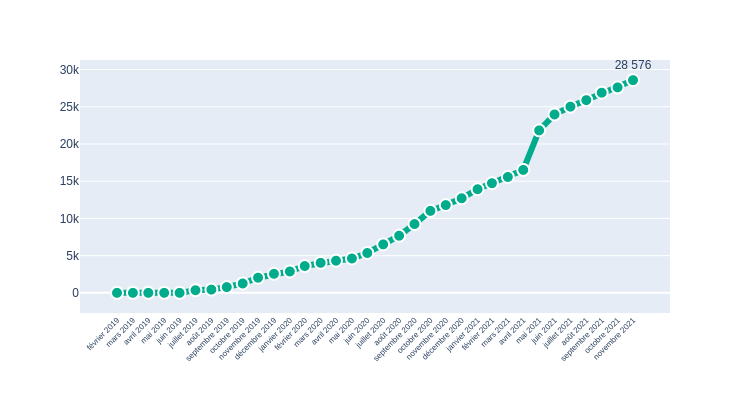 28 576
30k
25k
20k
15k
10k
5k
0
février 2019
mars 2019
avril 2019
mai 2019
juin 2019
juillet 2019
août 2019
septembre 2019
octobre 2019
novembre 2019
décembre 2019
janvier 2020
février 2020
mars 2020
avril 2020
mai 2020
juin 2020
juillet 2020
août 2020
septembre 2020
octobre 2020
novembre 2020
décembre 2020
janvier 2021
février 2021
mars 2021
avril 2021
mai 2021
juin 2021
juillet 2021
août 2021
septembre 2021
octobre 2021
novembre 2021